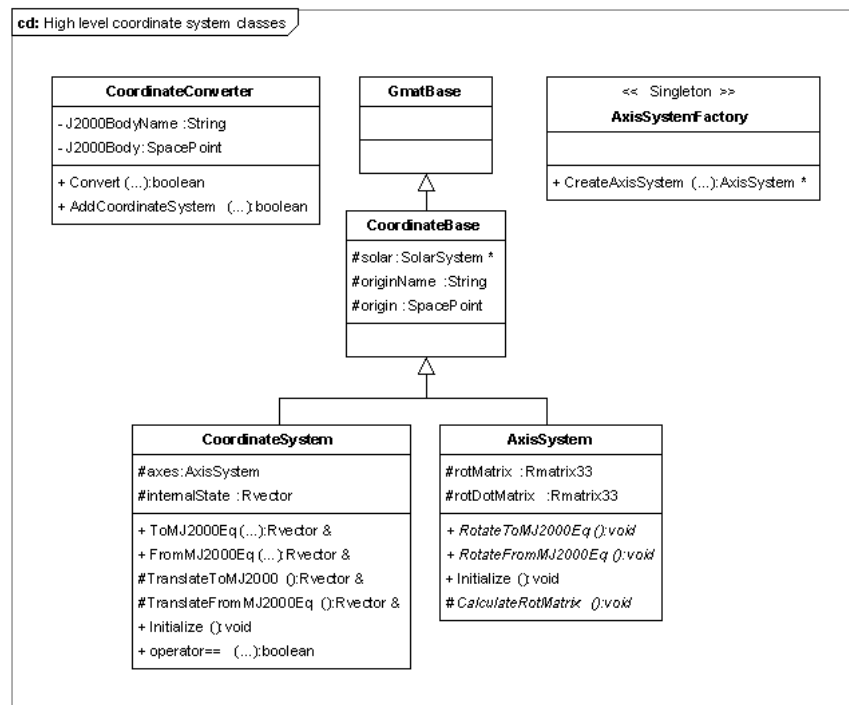 cd: High level coordinate system classes
CoordinateConverter
- J2000BodyName :String
- J2000Body:SpacePoint
+ Convert (...):boolean
+ AddCoordinateSystem (...):boolean
GmatBase
<< Singleton >>
AxisSystemFactory
+ CreateAxisSystem (...):AxisSystem *
CoordinateBase
#solar:SolarSystem *
#originName :String
#origin :SpacePoint
CoordinateSystem
#axes:AxisSystem
#internalState :Rvector
+ ToMJ2000Eq(...):Rvector &
+ FromMJ2000Eq(...):Rvector &
#TranslateToMJ2000 ():Rvector &
#TranslateFromMJ2000Eq ():Rvector &
+ Initialize ():void
+ operator== (...):boolean
AxisSystem
#rotMatrix :Rmatrix33
#rotDotMatrix :Rmatrix33
+ RotateToMJ2000Eq():void
+ RotateFromMJ2000Eq():void
+ Initialize ():void
# CalculateRotMatrix ():void